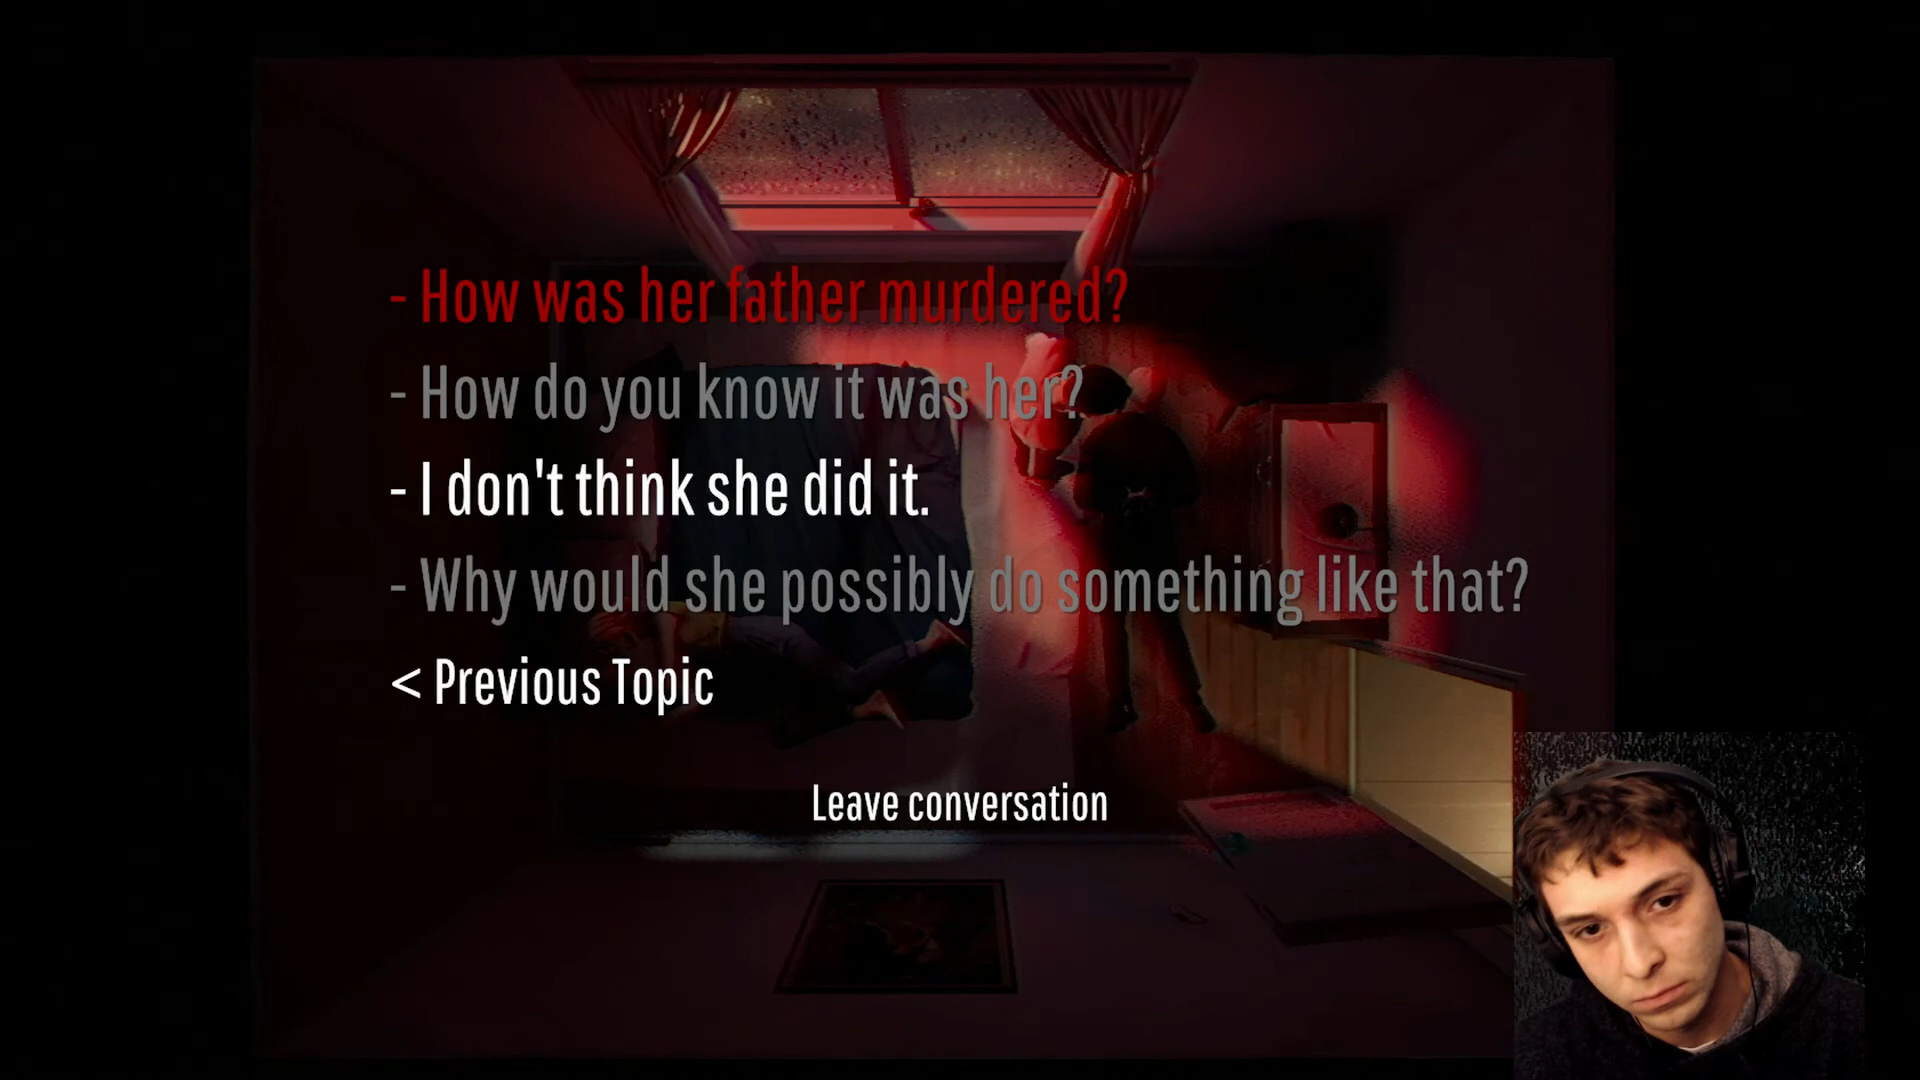 - How was her father murdered?
- How do you know it was her?
- I don't think she did it.
- Why would she possibly do something like that?
< Previous Topic
Leave conversation